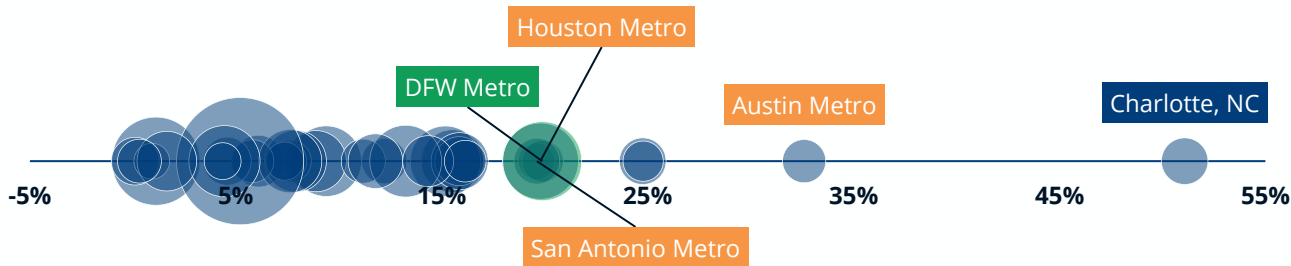 Houston Metro
DFW Metro
Austin Metro
Charlotte, NC
-5%
5%
15%
25%
35%
45%
55%
San Antonio Metro